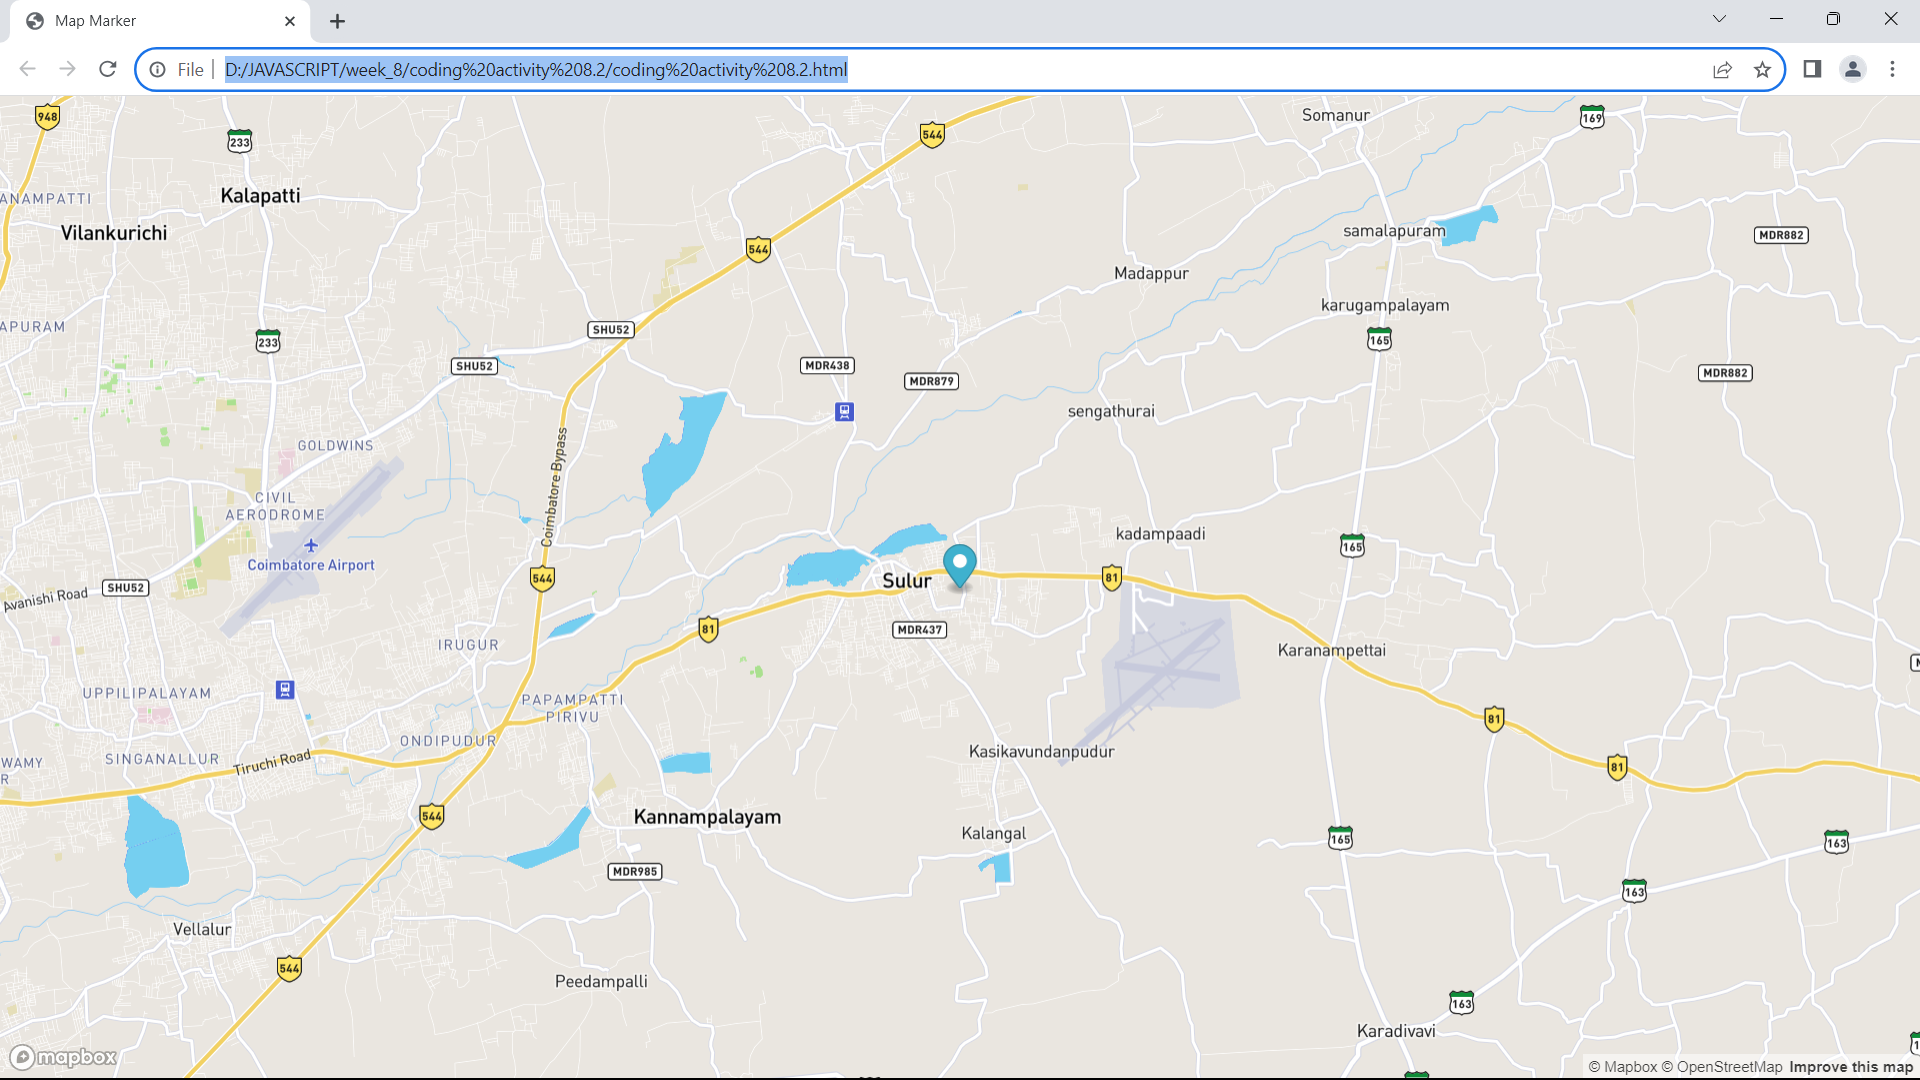 Map Marker
File
D:/JAVASCRIPT/week_8/coding%20activity%208.2/coding%20activity%208.2.html
948
233
544
Somanur
169
ANAMPATTI
Kalapatti
Vilankurichi
544
samalapuram
MDR882
Madappur
karugampalayam
APURAM
233
SHU52
165
SHU52
MDR438
MDR879
MDR882
sengathurai
GOLDWINS
Coimbatore Bypass
CIVIL
AERODROME
kadampaadi
165
Coimbatore Airport
SHU52
Avanishi Road
544
Sulur
81
81
MDR437
IRUGUR
Karanampettai
UPPILIPALAYAM
PAPAMPATTI
PIRIVU
81
ONDIPUDUR
Kasikavundanpudur
SINGANALLUR
WAMY
R
Tiruchi Road
81
544
Kannampalayam
Kalangal
165
163
MDR985
163
Vellalur
544
Peedampalli
163
Karadivavi
mapbox
© Mapbox © OpenStreetMap Improve this map